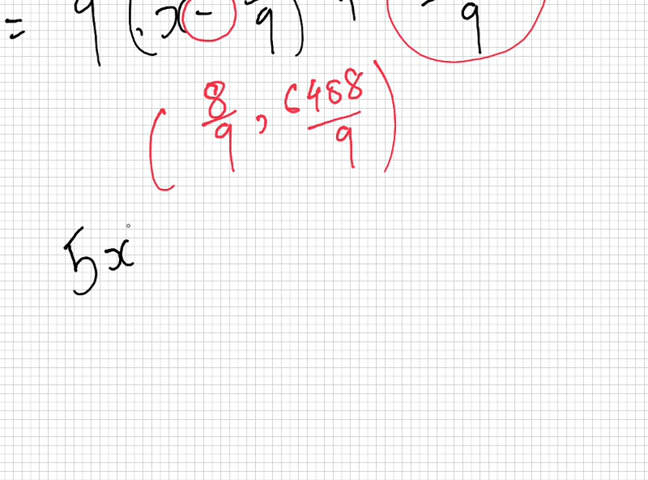 = 9 (x - 9) 9
(8/9, 6488/9)
5x